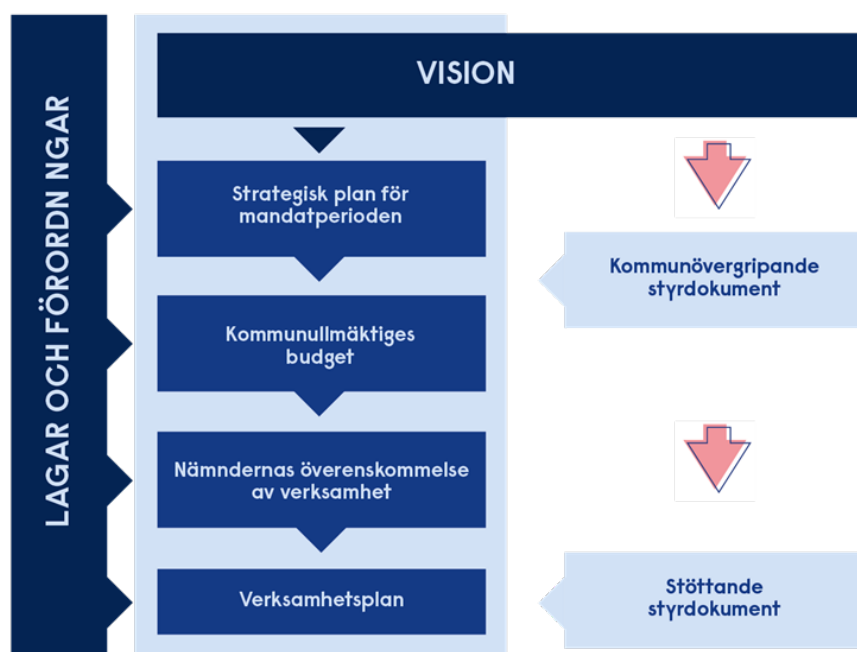 LAGAR OCH FÖRORDN NGAR
VISION
Strategisk plan för
mandatperioden
Kommunullmäktiges
budget
Nämndernas överenskommelse
av verksamhet
Verksamhetsplan
Kommunövergripande
styrdokument
Stöttande
styrdokument